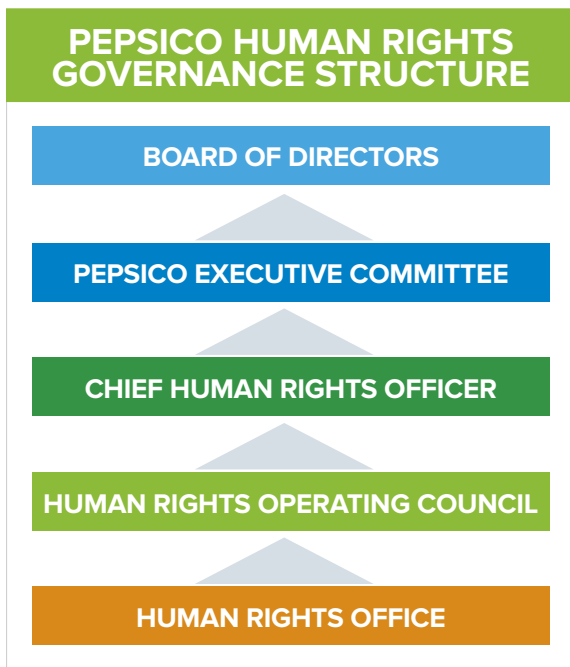 PEPSICO HUMAN RIGHTS
GOVERNANCE STRUCTURE
BOARD OF DIRECTORS
PEPSICO EXECUTIVE COMMITTEE
CHIEF HUMAN RIGHTS OFFICER
HUMAN RIGHTS OPERATING COUNCIL
HUMAN RIGHTS OFFICE